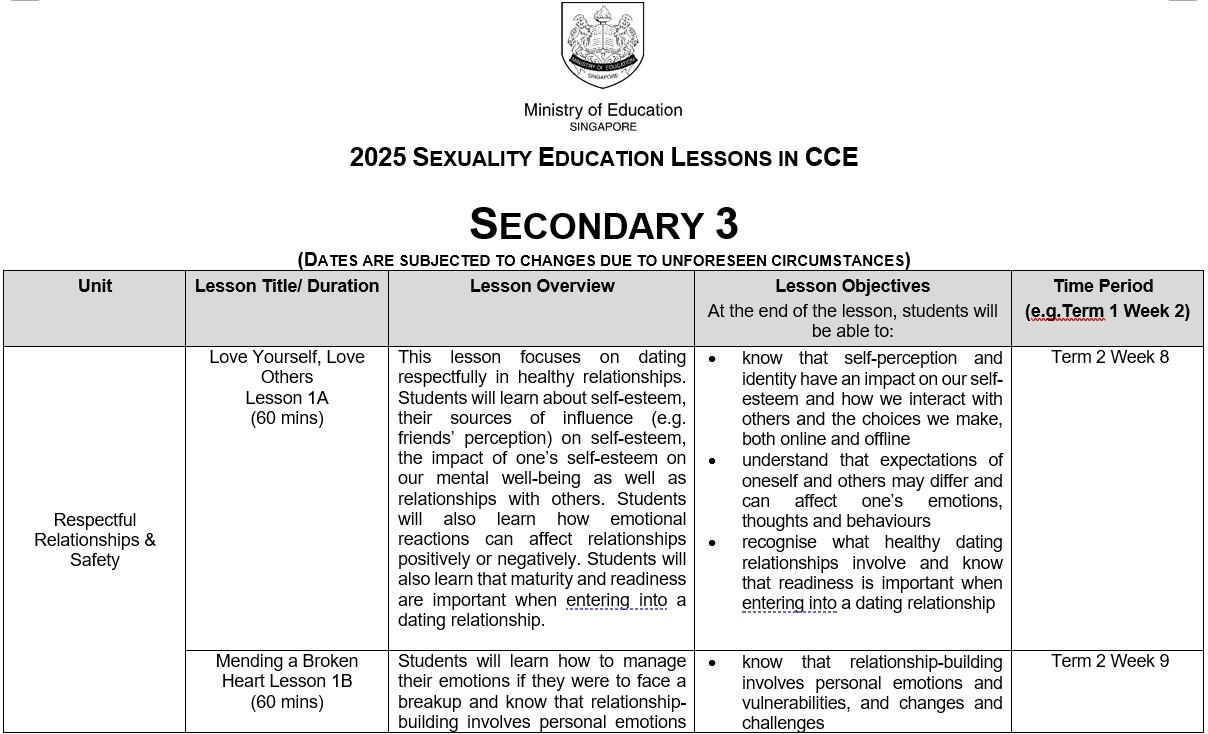 MINISTRY OF EDUCATION
SINGAPORE
Ministry of Education
SINGAPORE
2025 SEXUALITY EDUCATION LESSONS IN CCE
SECONDARY 3
(DATES ARE SUBJECTED TO CHANGES DUE TO UNFORESEEN CIRCUMSTANCES)
Unit
Lesson Title/ Duration
Lesson Overview
Lesson Objectives
At the end of the lesson, students will
be able to:
Time Period
(e.g.Term 1 Week 2)
Respectful
Relationships &
Safety
Love Yourself, Love
Others
Lesson 1A
(60 mins)
This lesson focuses on dating
respectfully in healthy relationships.
Students will learn about self-esteem,
their sources of influence (e.g.
friends’ perception) on self-esteem,
the impact of one’s self-esteem on
our mental well-being as well as
relationships with others. Students
will also learn how emotional
reactions can affect relationships
positively or negatively. Students will
also learn that maturity and readiness
are important when entering into a
dating relationship.
• know that self-perception and
identity have an impact on our self-
esteem and how we interact with
others and the choices we make,
both online and offline
• understand that expectations of
oneself and others may differ and
can affect one’s emotions,
thoughts and behaviours
• recognise what healthy dating
relationships involve and know
that readiness is important when
entering into a dating relationship
Term 2 Week 8
Mending a Broken
Heart Lesson 1B
(60 mins)
Students will learn how to manage
their emotions if they were to face a
breakup and know that relationship-
building involves personal emotions
• know that relationship-building
involves personal emotions and
vulnerabilities, and changes and
challenges
Term 2 Week 9